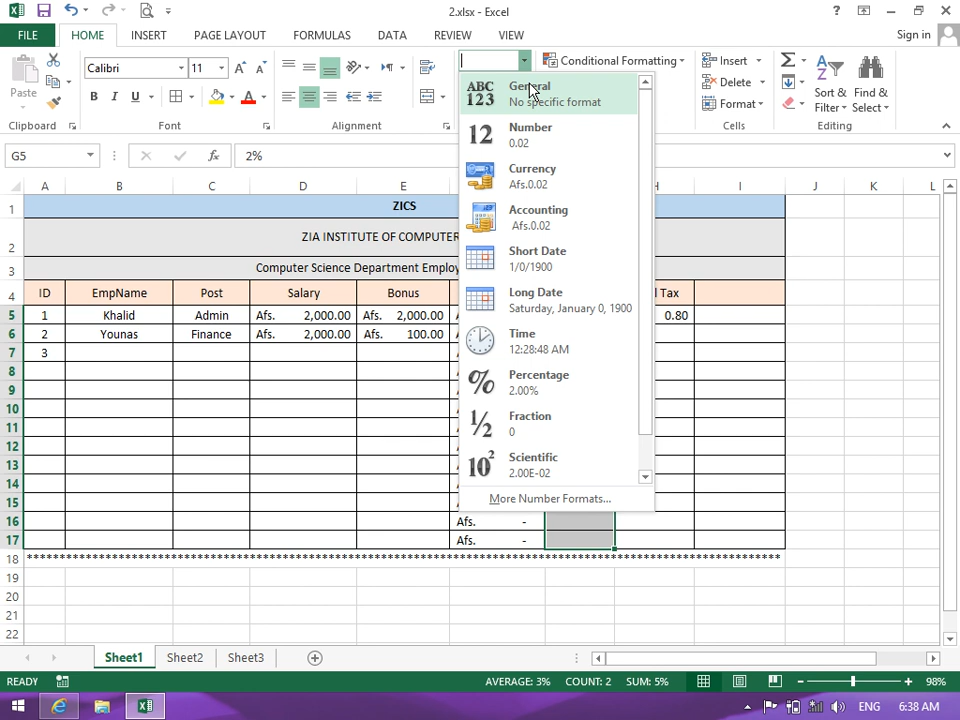 2.xlsx - Excel
Sign in
FILE HOME INSERT PAGE LAYOUT FORMULAS DATA REVIEW VIEW
Paste
Calibri 11
B I U
A A A
Conditional Formatting
Insert
Delete
Format
Sort & Filter
Find & Select
Clipboard Font Alignment Cells Editing
G5 fx 2%
ABC 123 General
No specific format
12 Number
0.02
Currency
Afs.0.02
Accounting
Afs.0.02
Short Date
1/0/1900
Long Date
Saturday, January 0, 1900
Time
12:28:48 AM
% Percentage
2.00%
½ Fraction
0
10² Scientific
2.00E-02
More Number Formats...
A B C D E H I J K L
1 ZICS
2 ZIA INSTITUTE OF COMPUTER
3 Computer Science Department Employ
4 ID EmpName Post Salary Bonus l Tax
5 1 Khalid Admin Afs. 2,000.00 Afs. 2,000.00 0.80
6 2 Younas Finance Afs. 2,000.00 Afs. 100.00
7 3
8
9
10
11
12
13
14
15
16 Afs. -
17 Afs. -
18 ********************************************************************************
19
20
21
22
Sheet1 Sheet2 Sheet3
READY AVERAGE: 3% COUNT: 2 SUM: 5% 98%
ENG 6:38 AM